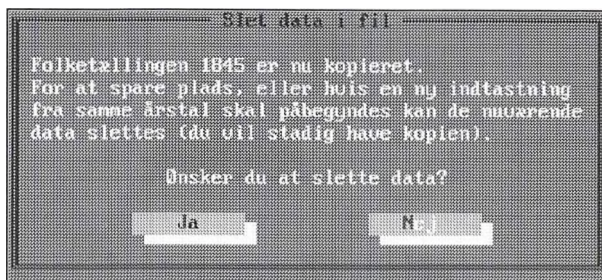 Slet data i fil
Folketællingen 1845 er nu kopieret.
For at spare plads, eller hvis en ny indtastning
fra samme årstal skal påbegyndes kan de nuværende
data slettes (du vil stadig have kopien).
Ønsker du at slette data?
Ja Nej